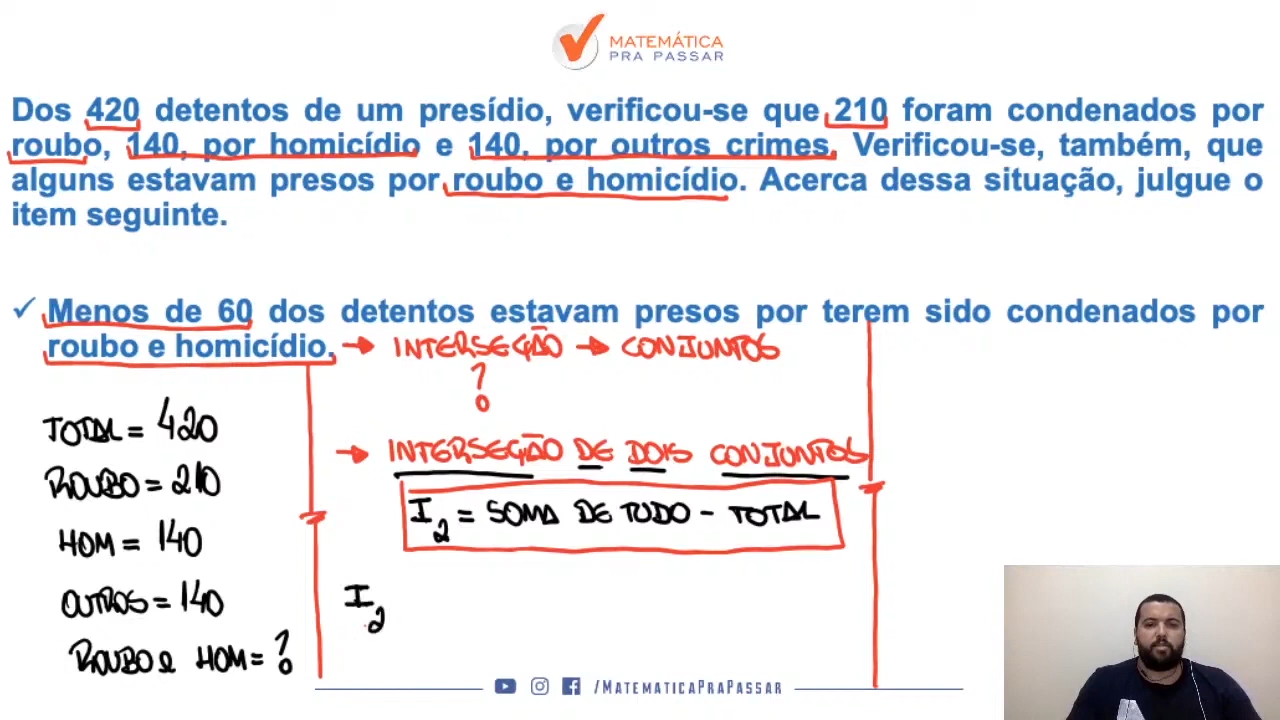 MATEMÁTICA
PRA PASSAR
Dos 420 detentos de um presídio, verificou-se que 210 foram condenados por
roubo, 140, por homicídio e 140, por outros crimes. Verificou-se, também, que
alguns estavam presos por roubo e homicídio. Acerca dessa situação, julgue o
item seguinte.
✓ Menos de 60 dos detentos estavam presos por terem sido condenados por
roubo e homicídio. → INTERSEÇÃO → CONJUNTOS
?
TOTAL = 420
→ INTERSEÇÃO DE DOIS CONJUNTOS
ROUBO = 210
I2 = SOMA DE TUDO - TOTAL
HOM = 140
OUTROS = 140
I2
ROUBO e HOM = ?
/MATEMATICAPRAPASSAR